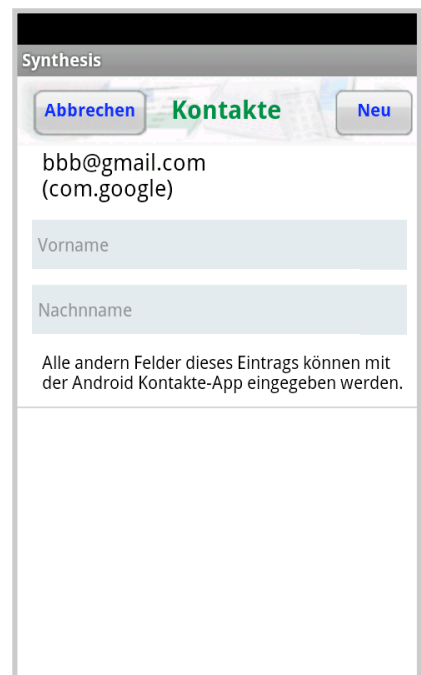 Synthesis
Abbrechen Kontakte Neu
bbb@gmail.com
(com.google)
Vorname
Nachnname
Alle andern Felder dieses Eintrags können mit
der Android Kontakte-App eingegeben werden.